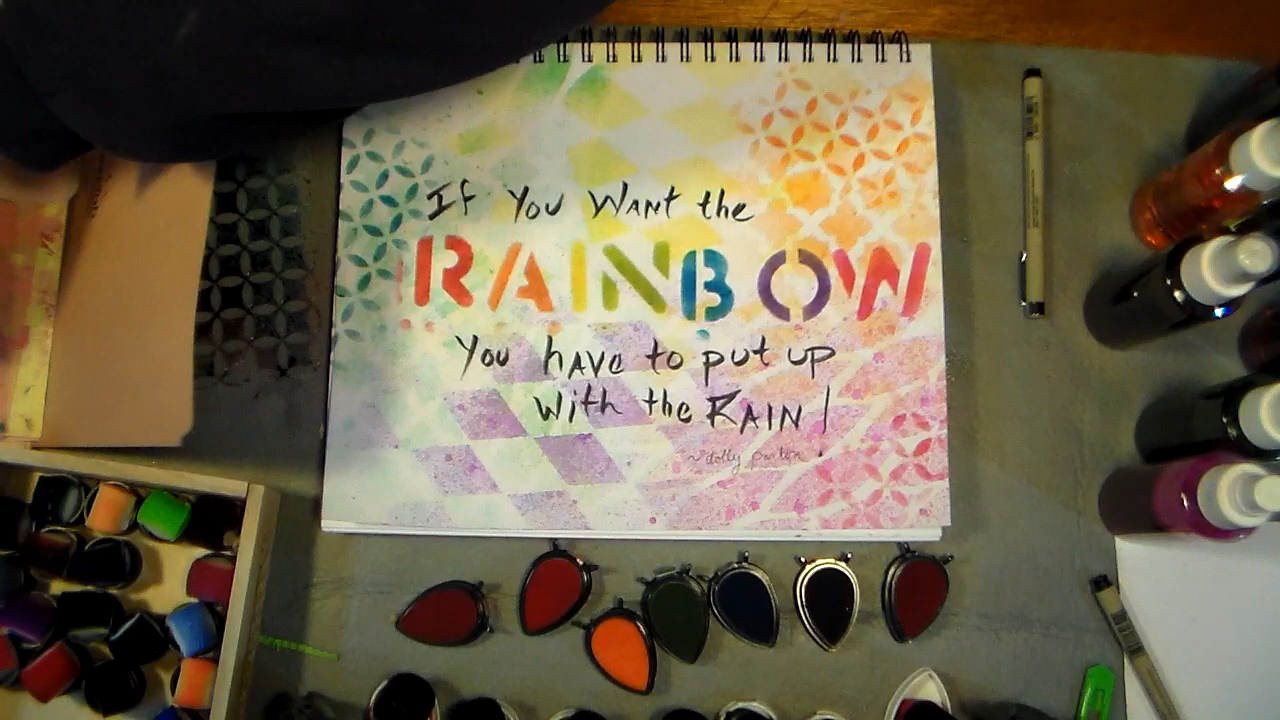 If You Want the
RAINBOW
You have to put up
With the RAIN!
~ dolly parton